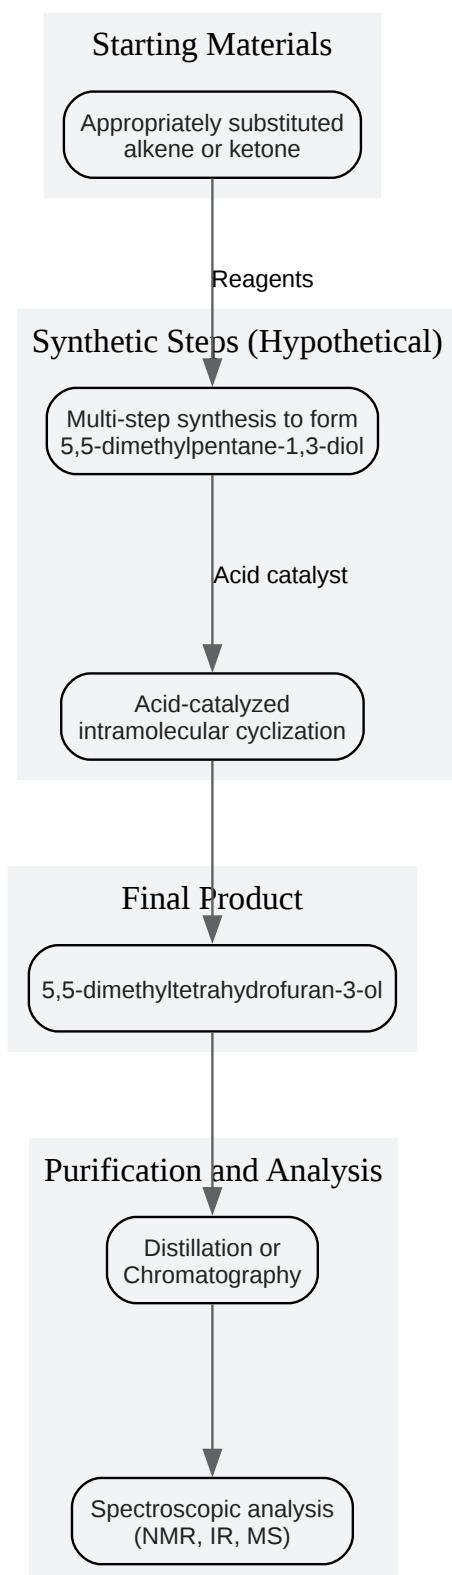 Starting Materials
Appropriately substituted
alkene or ketone
Reagents
Synthetic Steps (Hypothetical)
Multi-step synthesis to form
5,5-dimethylpentane-1,3-diol
Acid catalyst
Acid-catalyzed
intramolecular cyclization
Final Product
5,5-dimethyltetrahydrofuran-3-ol
Purification and Analysis
Distillation or
Chromatography
Spectroscopic analysis
(NMR, IR, MS)